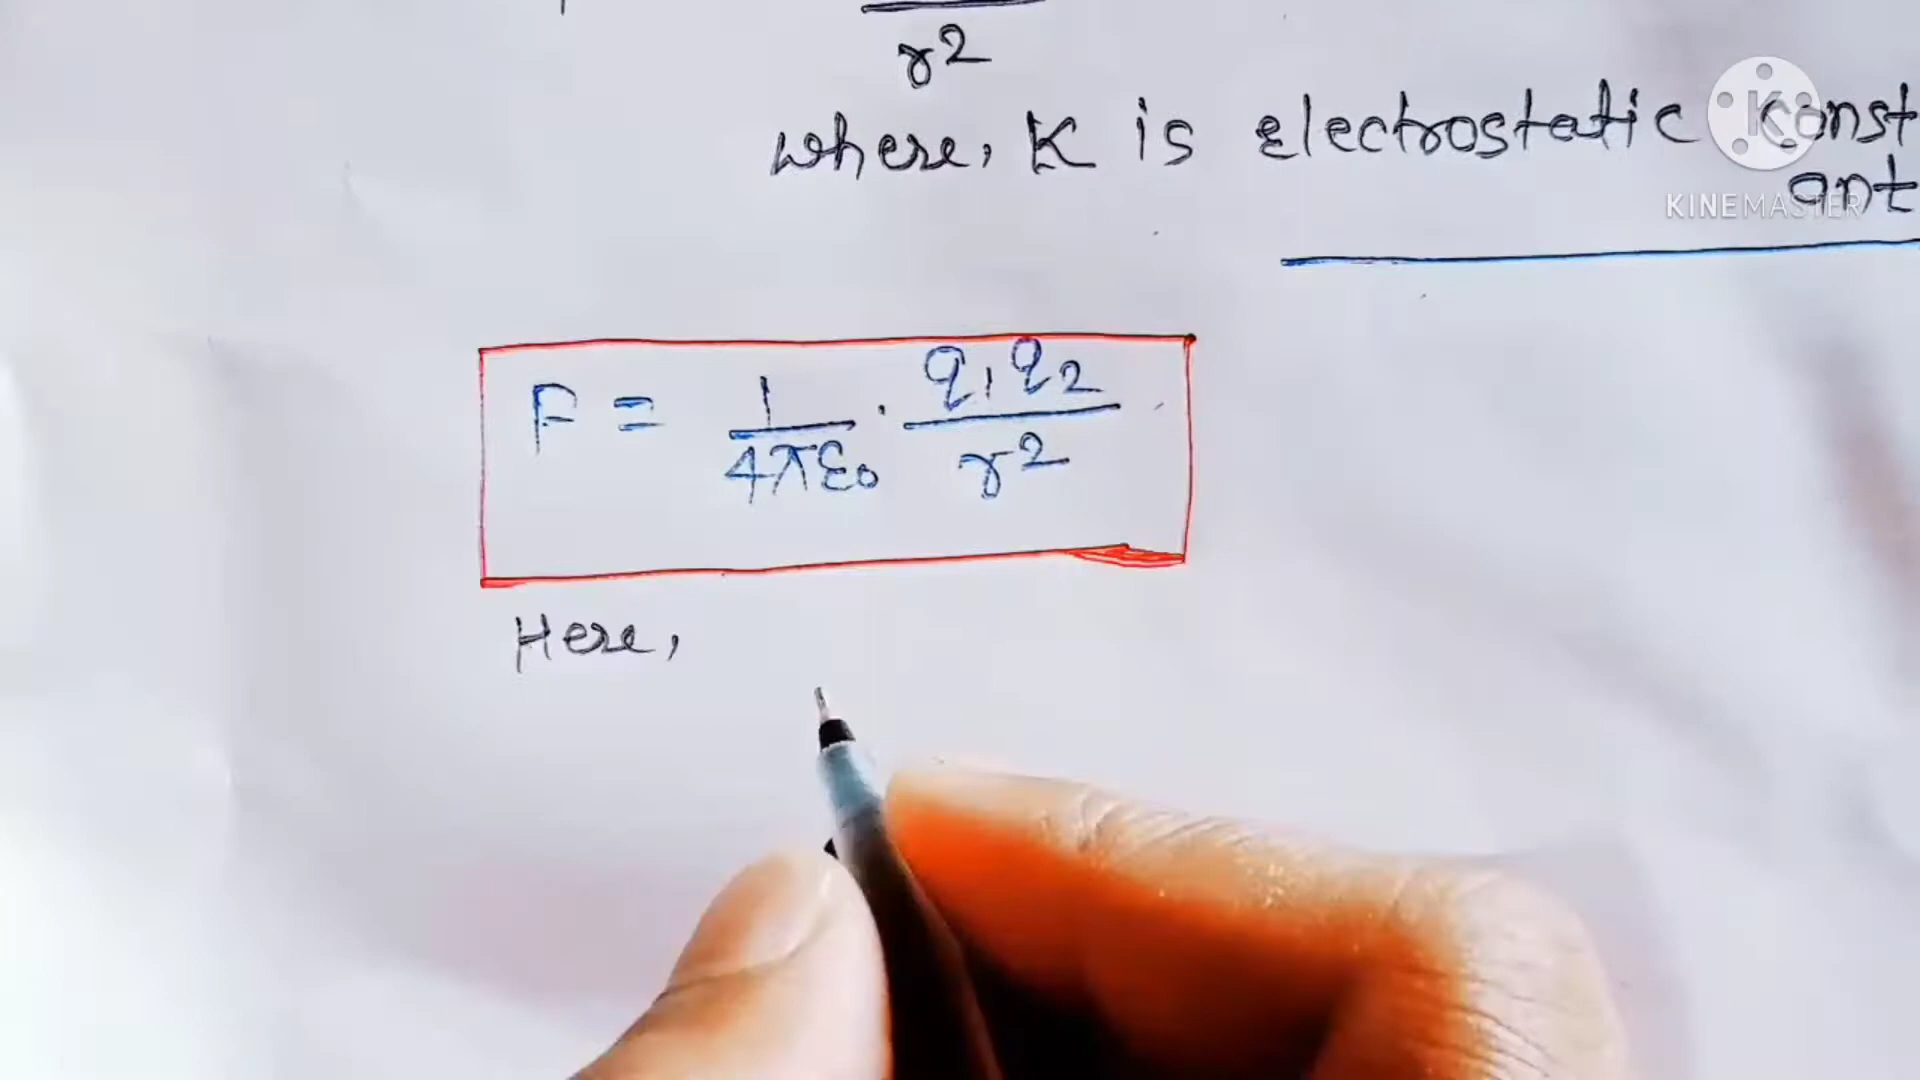 r²
where, K is electrostatic const
ant
F = 1/4πε₀ · q₁q₂/r²
Here,
K
KINEMASTER